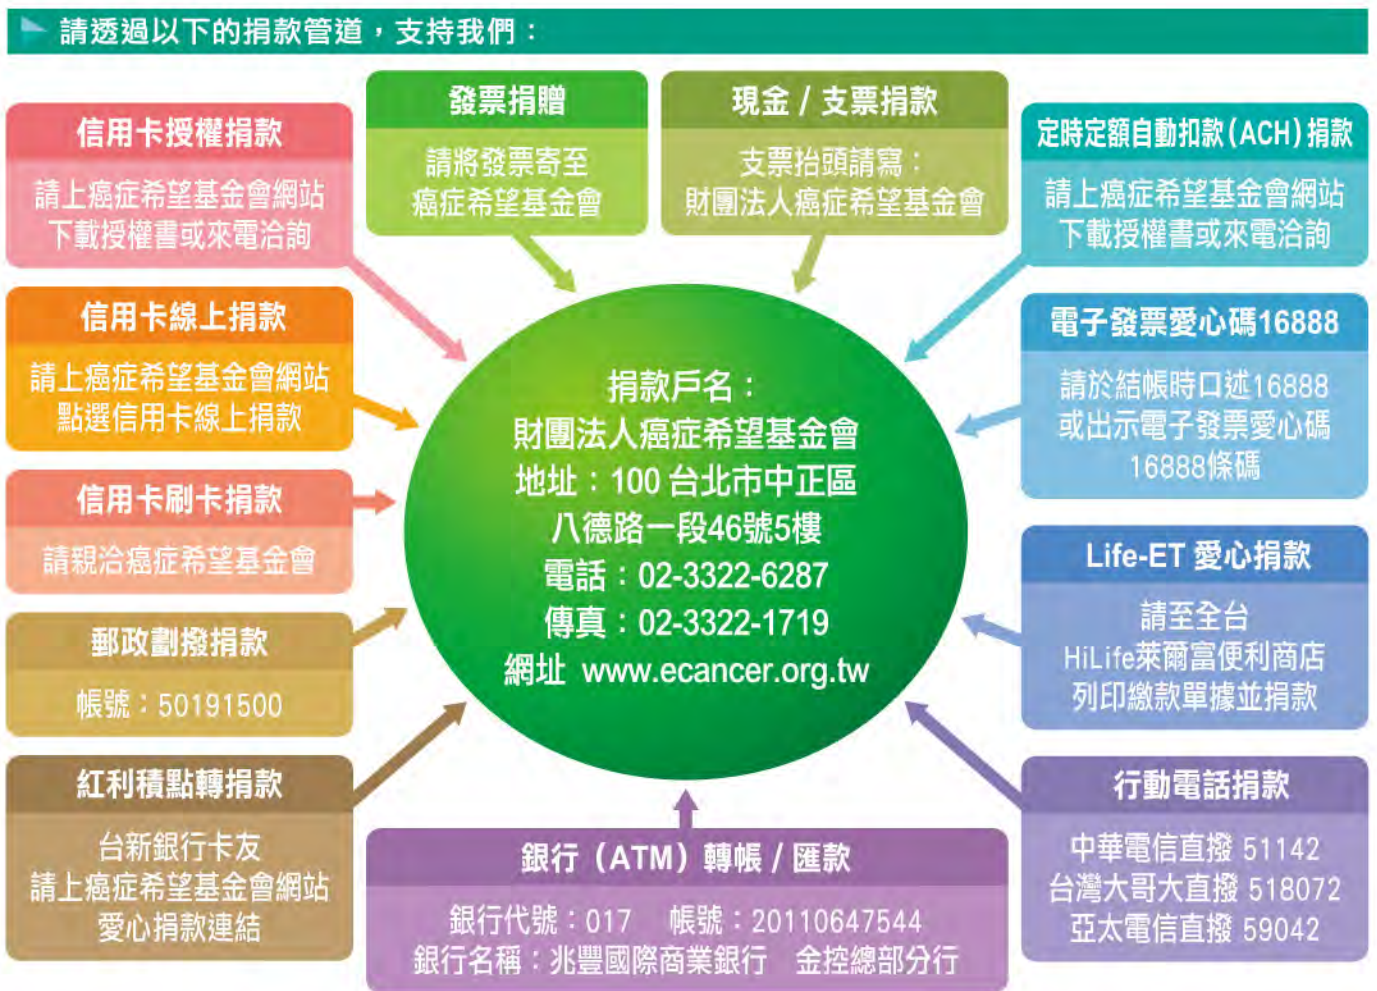 請透過以下的捐款管道，支持我們：
信用卡授權捐款
請上癌症希望基金會網站
下載授權書或來電洽詢
發票捐贈
請將發票寄至
癌症希望基金會
現金 / 支票捐款
支票抬頭請寫：
財團法人癌症希望基金會
定時定額自動扣款(ACH)捐款
請上癌症希望基金會網站
下載授權書或來電洽詢
信用卡線上捐款
請上癌症希望基金會網站
點選信用卡線上捐款
信用卡刷卡捐款
請親洽癌症希望基金會
郵政劃撥捐款
帳號：50191500
紅利積點轉捐款
台新銀行卡友
請上癌症希望基金會網站
愛心捐款連結
捐款戶名：
財團法人癌症希望基金會
地址：100 台北市中正區
八德路一段46號5樓
電話：02-3322-6287
傳真：02-3322-1719
網址 www.ecancer.org.tw
電子發票愛心碼16888
請於結帳時口述16888
或出示電子發票愛心碼
16888條碼
Life-ET 愛心捐款
請至全台
HiLife萊爾富便利商店
列印繳款單據並捐款
行動電話捐款
中華電信直撥 51142
台灣大哥大直撥 518072
亞太電信直撥 59042
銀行（ATM）轉帳 / 匯款
銀行代號：017 帳號：20110647544
銀行名稱：兆豐國際商業銀行 金控總部分行